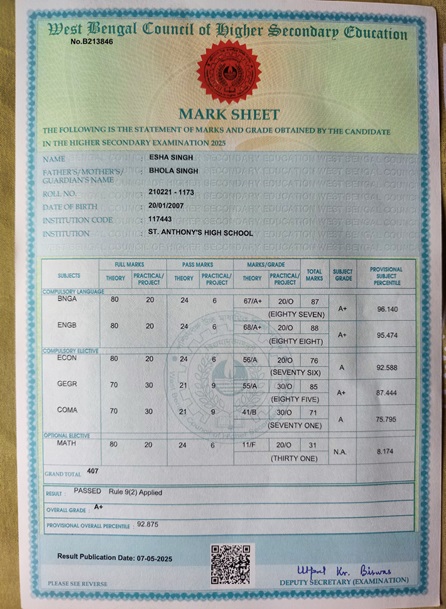 West Bengal Council of Higher Secondary Education
No.B213846
MARK SHEET
THE FOLLOWING IS THE STATEMENT OF MARKS AND GRADE OBTAINED BY THE CANDIDATE
IN THE HIGHER SECONDARY EXAMINATION 2025
NAME : ESHA SINGH
FATHER'S/MOTHER'S/ : BHOLA SINGH
GUARDIAN'S NAME
ROLL NO. : 210221 - 1173
DATE OF BIRTH : 20/01/2007
INSTITUTION CODE : 117443
INSTITUTION : ST. ANTHONY'S HIGH SCHOOL
SUBJECTS FULL MARKS PASS MARKS MARKS/GRADE TOTAL MARKS SUBJECT GRADE PROVISIONAL SUBJECT PERCENTILE
THEORY PRACTICAL/PROJECT THEORY PRACTICAL/PROJECT THEORY PRACTICAL/PROJECT
COMPULSORY LANGUAGE
BNGA 80 20 24 6 67/A+ 20/O 87 A+ 96.140
(EIGHTY SEVEN)
ENGB 80 20 24 6 68/A+ 20/O 88 A+ 95.474
(EIGHTY EIGHT)
COMPULSORY ELECTIVE
ECON 80 20 24 6 56/A 20/O 76 A 92.588
(SEVENTY SIX)
GEGR 70 30 21 9 55/A 30/O 85 A+ 87.444
(EIGHTY FIVE)
COMA 70 30 21 9 41/B 30/O 71 A 75.795
(SEVENTY ONE)
OPTIONAL ELECTIVE
MATH 80 20 24 6 11/F 20/O 31 N.A. 8.174
(THIRTY ONE)
GRAND TOTAL 407
RESULT : PASSED Rule 9(2) Applied
OVERALL GRADE : A+
PROVISIONAL OVERALL PERCENTILE : 92.875
Result Publication Date: 07-05-2025
PLEASE SEE REVERSE
DEPUTY SECRETARY (EXAMINATION)